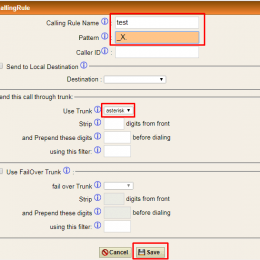 CallingRule
Calling Rule Name test
Pattern _X.
Caller ID :
Send to Local Destination
Destination :
Send this call through trunk:
Use Trunk asterisk
Strip digits from front
and Prepend these digits before dialing
using this filter:
Use FailOver Trunk :
fail over Trunk
Strip digits from front
and Prepend these digits before dialing
using this filter:
Cancel Save